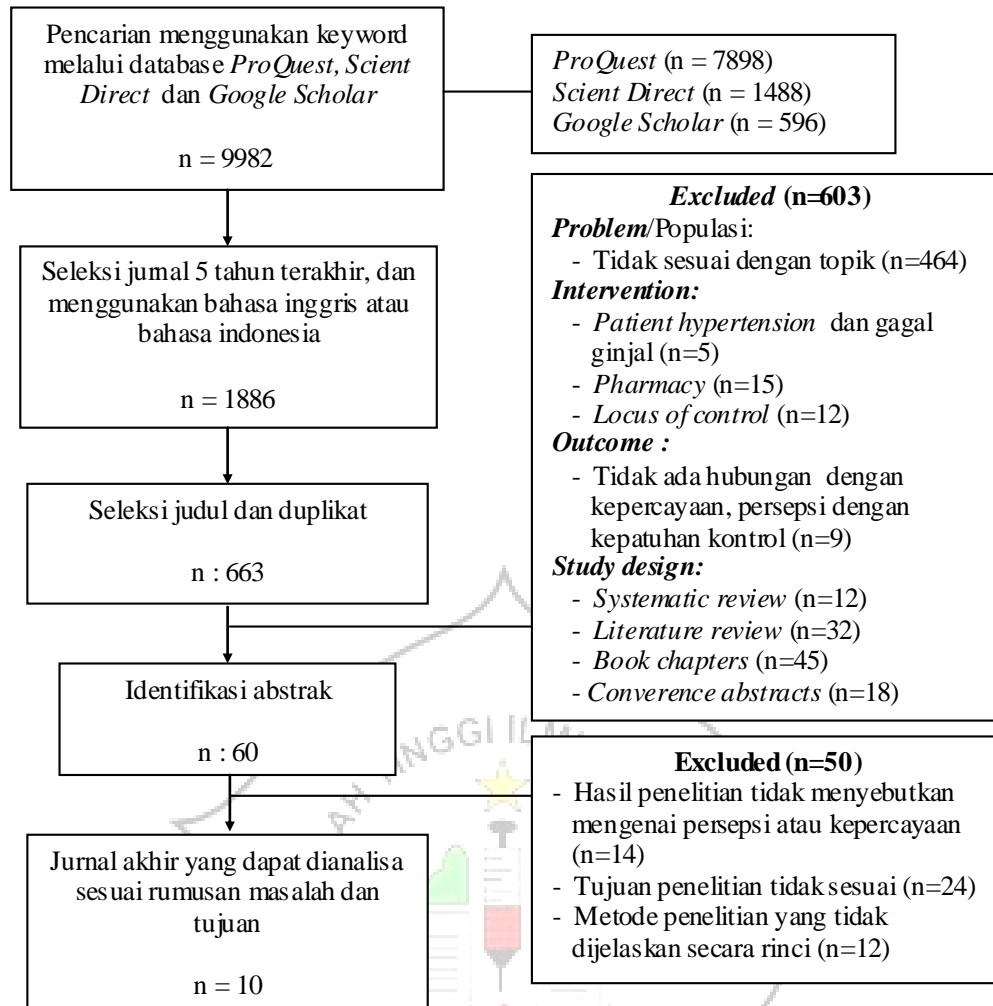 Pencarian menggunakan keyword
melalui database ProQuest, Scient
Direct dan Google Scholar
n = 9982
ProQuest (n = 7898)
Scient Direct (n = 1488)
Google Scholar (n = 596)
Seleksi jurnal 5 tahun terakhir, dan
menggunakan bahasa inggris atau
bahasa indonesia
n = 1886
Seleksi judul dan duplikat
n : 663
Excluded (n=603)
Problem/Populasi:
- Tidak sesuai dengan topik (n=464)
Intervention:
- Patient hypertension dan gagal
ginjal (n=5)
- Pharmacy (n=15)
- Locus of control (n=12)
Outcome :
- Tidak ada hubungan dengan
kepercayaan, persepsi dengan
kepatuhan kontrol (n=9)
Study design:
- Systematic review (n=12)
- Literature review (n=32)
- Book chapters (n=45)
- Converence abstracts (n=18)
Identifikasi abstrak
n : 60
Excluded (n=50)
- Hasil penelitian tidak menyebutkan
mengenai persepsi atau kepercayaan
(n=14)
- Tujuan penelitian tidak sesuai (n=24)
- Metode penelitian yang tidak
dijelaskan secara rinci (n=12)
Jurnal akhir yang dapat dianalisa
sesuai rumusan masalah dan
tujuan
n = 10